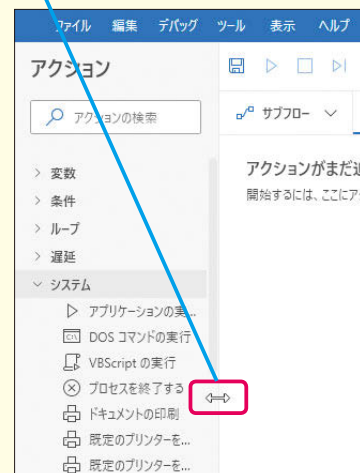 ファイル 編集 デバッグ ツール 表示 ヘルプ
アクション
アクションの検索
サブフロー
変数
条件
ループ
遅延
システム
アプリケーションの実...
DOS コマンドの実行
VBScript の実行
プロセスを終了する
ドキュメントの印刷
既定のプリンターを...
既定のプリンターを...
アクションがまだ追
開始するには、ここにア